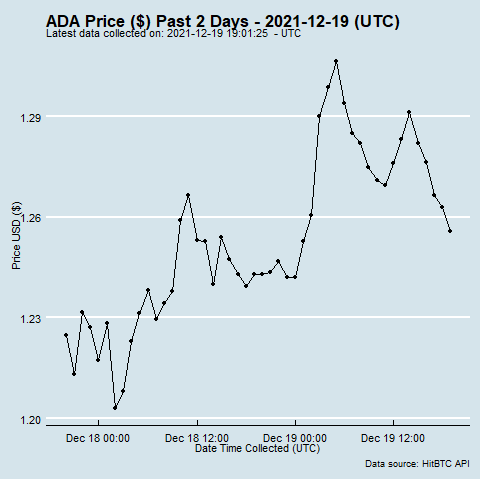 ADA Price ($) Past 2 Days - 2021-12-19 (UTC)
Latest data collected on: 2021-12-19 19:01:25 - UTC
1.29
1.26
1.23
1.20
Price USD ($)
Dec 18 00:00 Dec 18 12:00 Dec 19 00:00 Dec 19 12:00
Date Time Collected (UTC)
Data source: HitBTC API